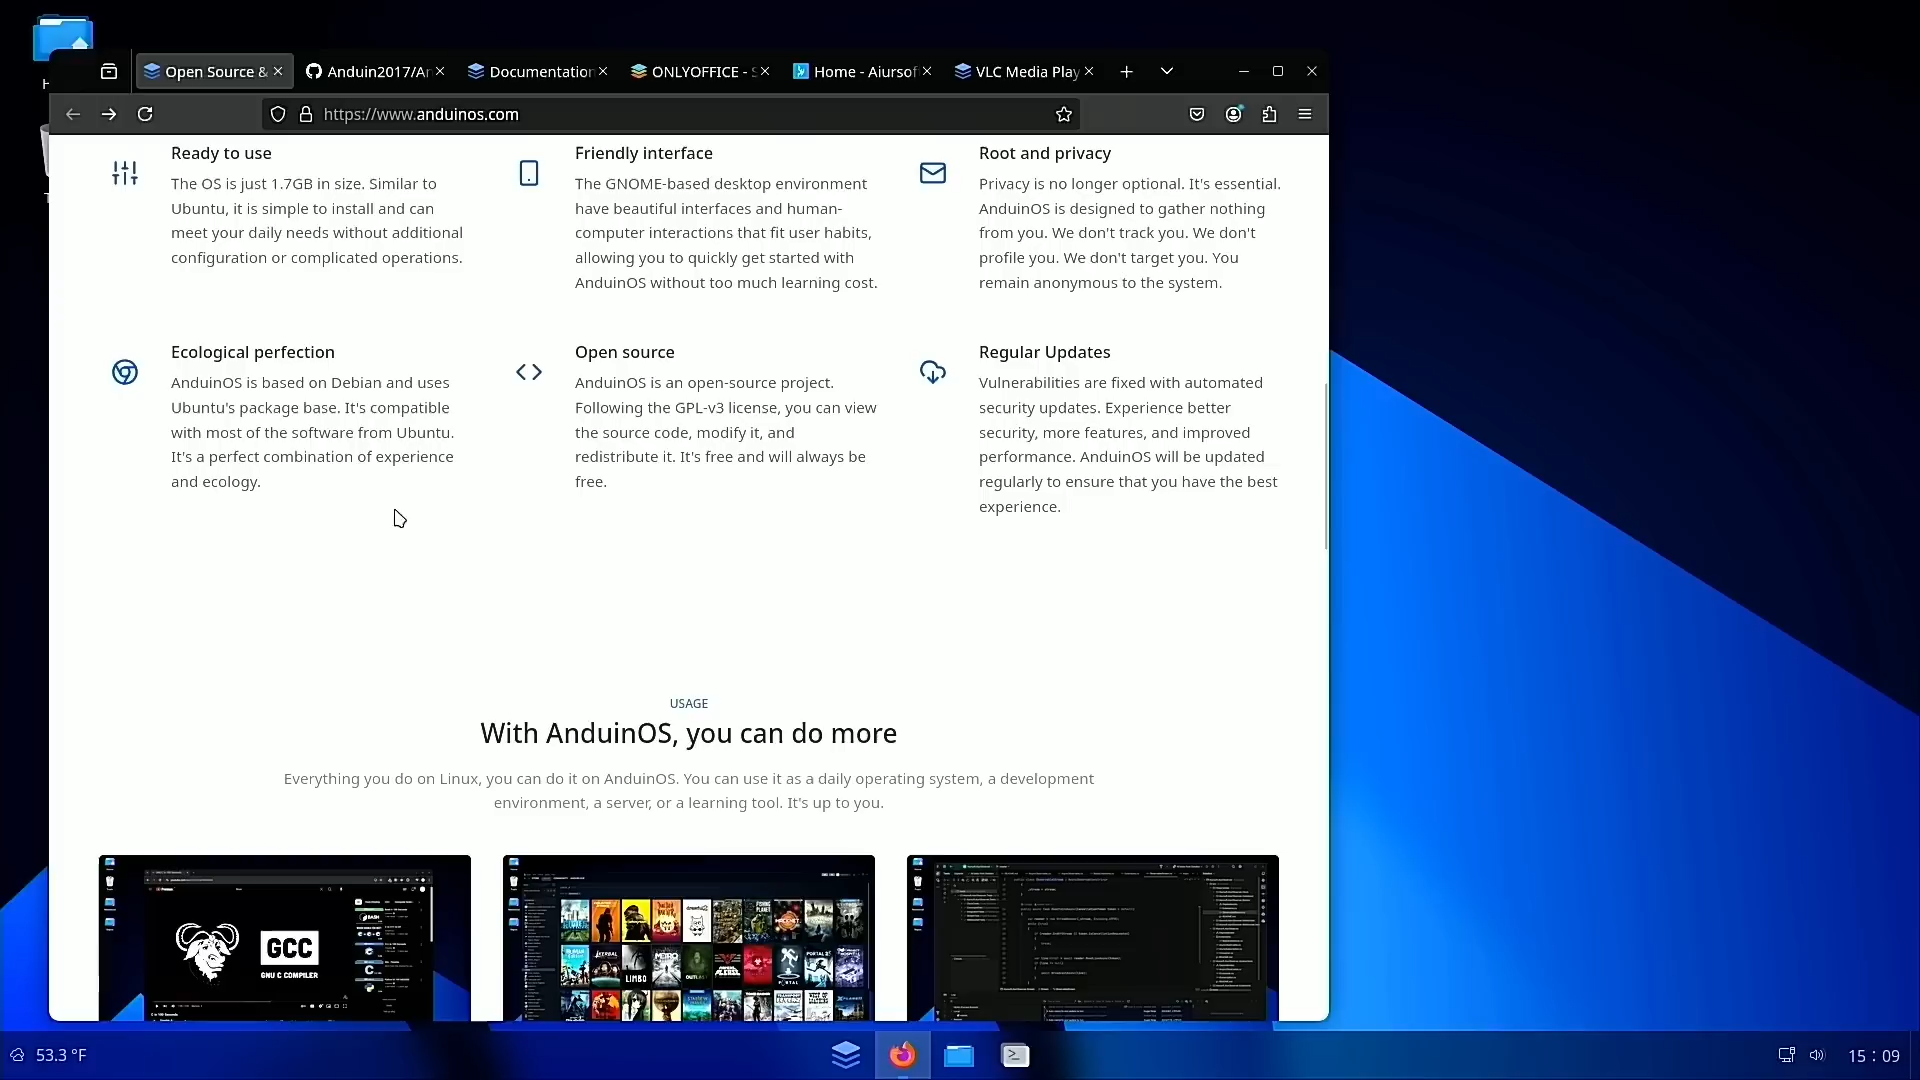 Open Source &
Anduin2017/An
Documentation
ONLYOFFICE - S
Home - Aiursof
VLC Media Play
https://www.anduinos.com
Ready to use
The OS is just 1.7GB in size. Similar to
Ubuntu, it is simple to install and can
meet your daily needs without additional
configuration or complicated operations.
Friendly interface
The GNOME-based desktop environment
have beautiful interfaces and human-
computer interactions that fit user habits,
allowing you to quickly get started with
AnduinOS without too much learning cost.
Root and privacy
Privacy is no longer optional. It's essential.
AnduinOS is designed to gather nothing
from you. We don't track you. We don't
profile you. We don't target you. You
remain anonymous to the system.
Ecological perfection
AnduinOS is based on Debian and uses
Ubuntu's package base. It's compatible
with most of the software from Ubuntu.
It's a perfect combination of experience
and ecology.
Open source
AnduinOS is an open-source project.
Following the GPL-v3 license, you can view
the source code, modify it, and
redistribute it. It's free and will always be
free.
Regular Updates
Vulnerabilities are fixed with automated
security updates. Experience better
security, more features, and improved
performance. AnduinOS will be updated
regularly to ensure that you have the best
experience.
USAGE
With AnduinOS, you can do more
Everything you do on Linux, you can do it on AnduinOS. You can use it as a daily operating system, a development
environment, a server, or a learning tool. It's up to you.
GCC
GNU C COMPILER
BASH
LIMBO
METRO
PORTAL
53.3 °F
15 : 09